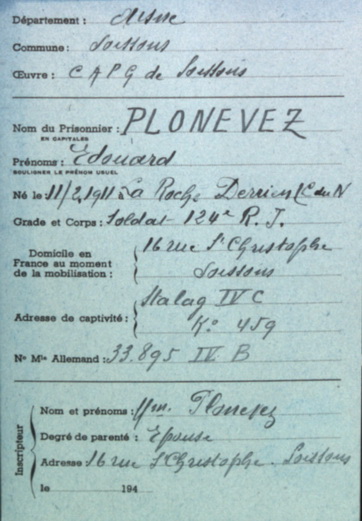 Département : Aisne
Commune : Soissons
Œuvre : C A P G de Soissons
Nom du Prisonnier : PLONEVEZ
EN CAPITALES
Prénoms : Edouard
SOULIGNER LE PRÉNOM USUEL
Né le 11/2/1911 à La Roche Derrien (C du N
Grade et Corps : Soldat 124e R. I.
Domicile en France au moment de la mobilisation : 16 rue St Christophe
Soissons
Adresse de captivité : Stalag IV C
Ko 459
No Mle Allemand : 33.895 IV B
Inscripteur
Nom et prénoms : Mm. Plonevez
Degré de parenté : Epouse
Adresse : 16 rue St Christophe. Soissons
le 194